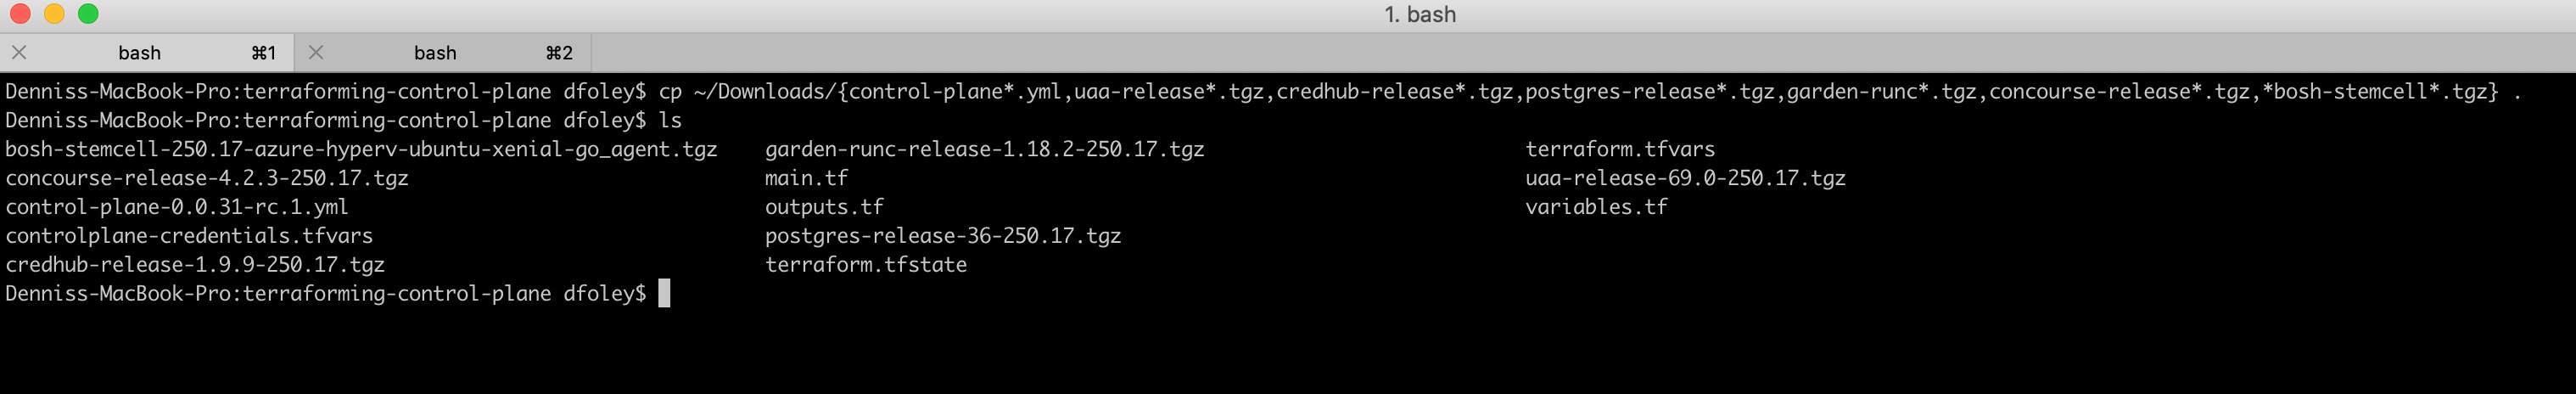 1. bash
bash ⌘1 bash ⌘2
Denniss-MacBook-Pro:terraforming-control-plane dfoley$ cp ~/Downloads/{control-plane*.yml,uaa-release*.tgz,credhub-release*.tgz,postgres-release*.tgz,garden-runc*.tgz,concourse-release*.tgz,*bosh-stemcell*.tgz} .
Denniss-MacBook-Pro:terraforming-control-plane dfoley$ ls
bosh-stemcell-250.17-azure-hyperv-ubuntu-xenial-go_agent.tgz garden-runc-release-1.18.2-250.17.tgz terraform.tfvars
concourse-release-4.2.3-250.17.tgz main.tf uaa-release-69.0-250.17.tgz
control-plane-0.0.31-rc.1.yml outputs.tf variables.tf
controlplane-credentials.tfvars postgres-release-36-250.17.tgz
credhub-release-1.9.9-250.17.tgz terraform.tfstate
Denniss-MacBook-Pro:terraforming-control-plane dfoley$